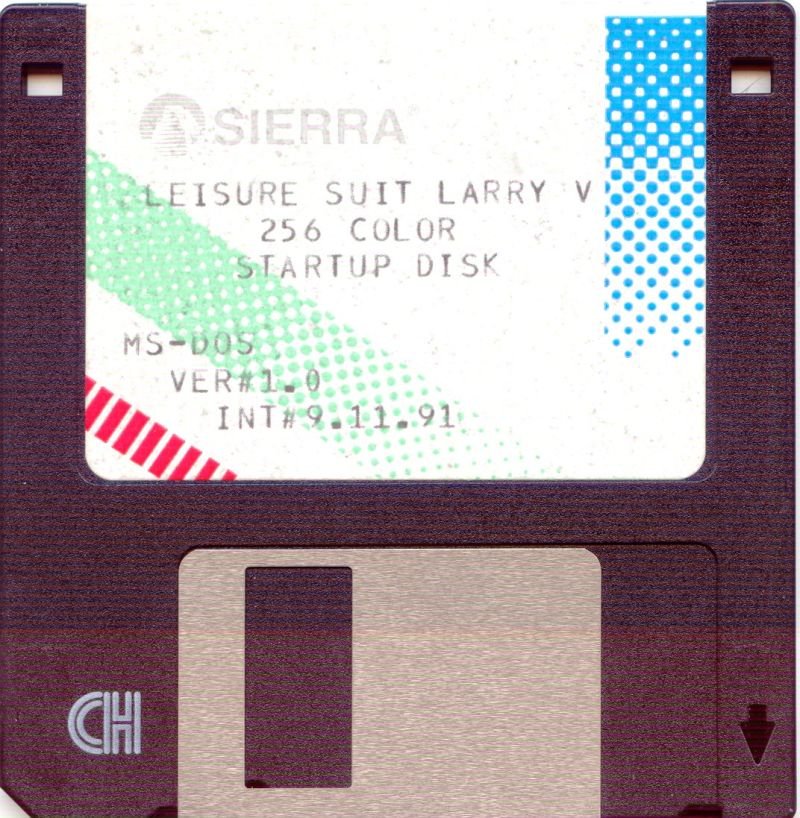 SIERRA®
LEISURE SUIT LARRY V
256 COLOR
STARTUP DISK
MS-DOS
VER#1.0
INT#9.11.91
CH